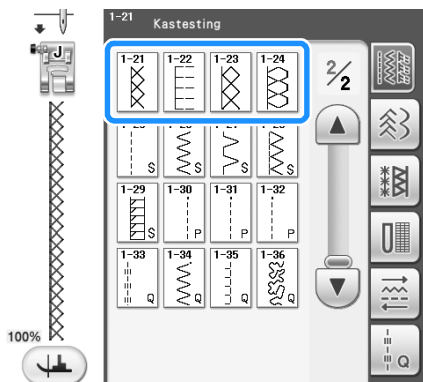 1-21 Kastesting
J
1-21 1-22 1-23 1-24
2/2
S S S S
1-29 1-30 1-31 1-32
S P P P
1-33 1-34 1-35 1-36
Q Q Q Q
100%
Q